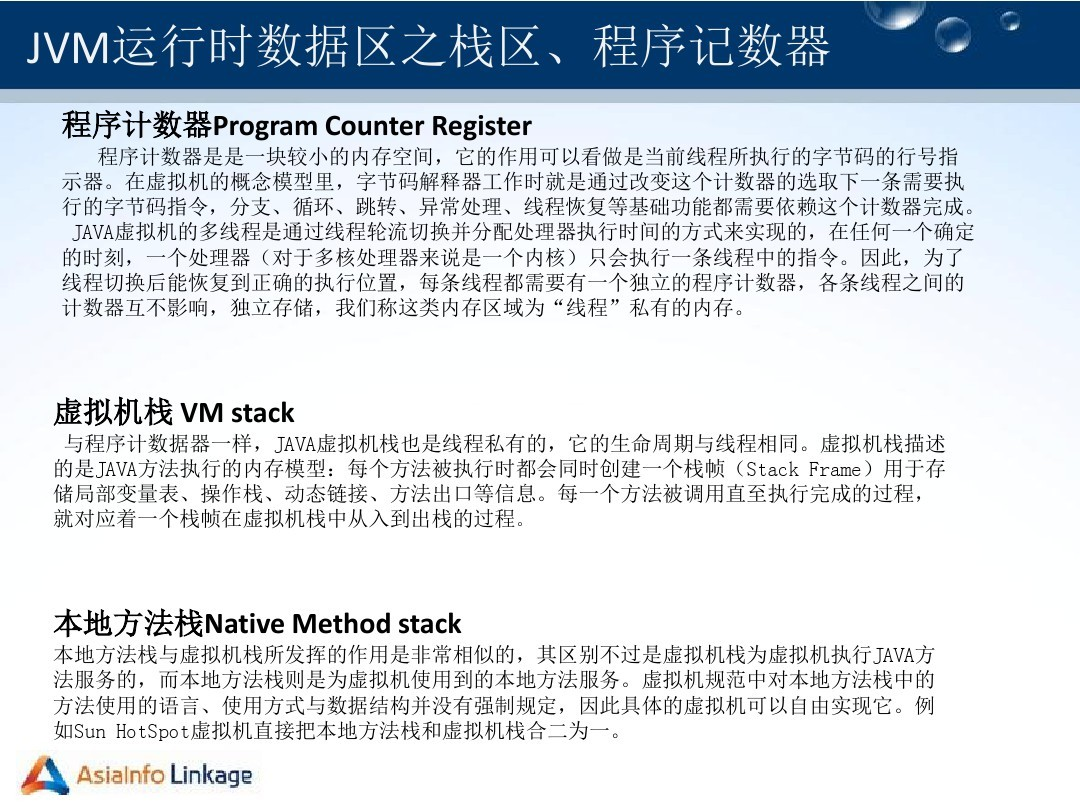 JVM运行时数据区之栈区、程序记数器
程序计数器Program Counter Register
程序计数器是是一块较小的内存空间，它的作用可以看做是当前线程所执行的字节码的行号指
示器。在虚拟机的概念模型里，字节码解释器工作时就是通过改变这个计数器的选取下一条需要执
行的字节码指令，分支、循环、跳转、异常处理、线程恢复等基础功能都需要依赖这个计数器完成。
JAVA虚拟机的多线程是通过线程轮流切换并分配处理器执行时间的方式来实现的，在任何一个确定
的时刻，一个处理器（对于多核处理器来说是一个内核）只会执行一条线程中的指令。因此，为了
线程切换后能恢复到正确的执行位置，每条线程都需要有一个独立的程序计数器，各条线程之间的
计数器互不影响，独立存储，我们称这类内存区域为“线程”私有的内存。
虚拟机栈 VM stack
与程序计数据器一样，JAVA虚拟机栈也是线程私有的，它的生命周期与线程相同。虚拟机栈描述
的是JAVA方法执行的内存模型：每个方法被执行时都会同时创建一个栈帧（Stack Frame）用于存
储局部变量表、操作栈、动态链接、方法出口等信息。每一个方法被调用直至执行完成的过程，
就对应着一个栈帧在虚拟机栈中从入到出栈的过程。
本地方法栈Native Method stack
本地方法栈与虚拟机栈所发挥的作用是非常相似的，其区别不过是虚拟机栈为虚拟机执行JAVA方
法服务的，而本地方法栈则是为虚拟机使用到的本地方法服务。虚拟机规范中对本地方法栈中的
方法使用的语言、使用方式与数据结构并没有强制规定，因此具体的虚拟机可以自由实现它。例
如Sun HotSpot虚拟机直接把本地方法栈和虚拟机栈合二为一。
AsiaInfo Linkage